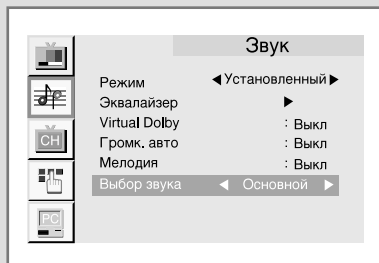 Звук
Режим ◀ Установленный ▶
Эквалайзер ▶
Virtual Dolby : Выкл
Громк. авто : Выкл
CH
Мелодия : Выкл
Выбор звука ◀ Основной ▶
PC